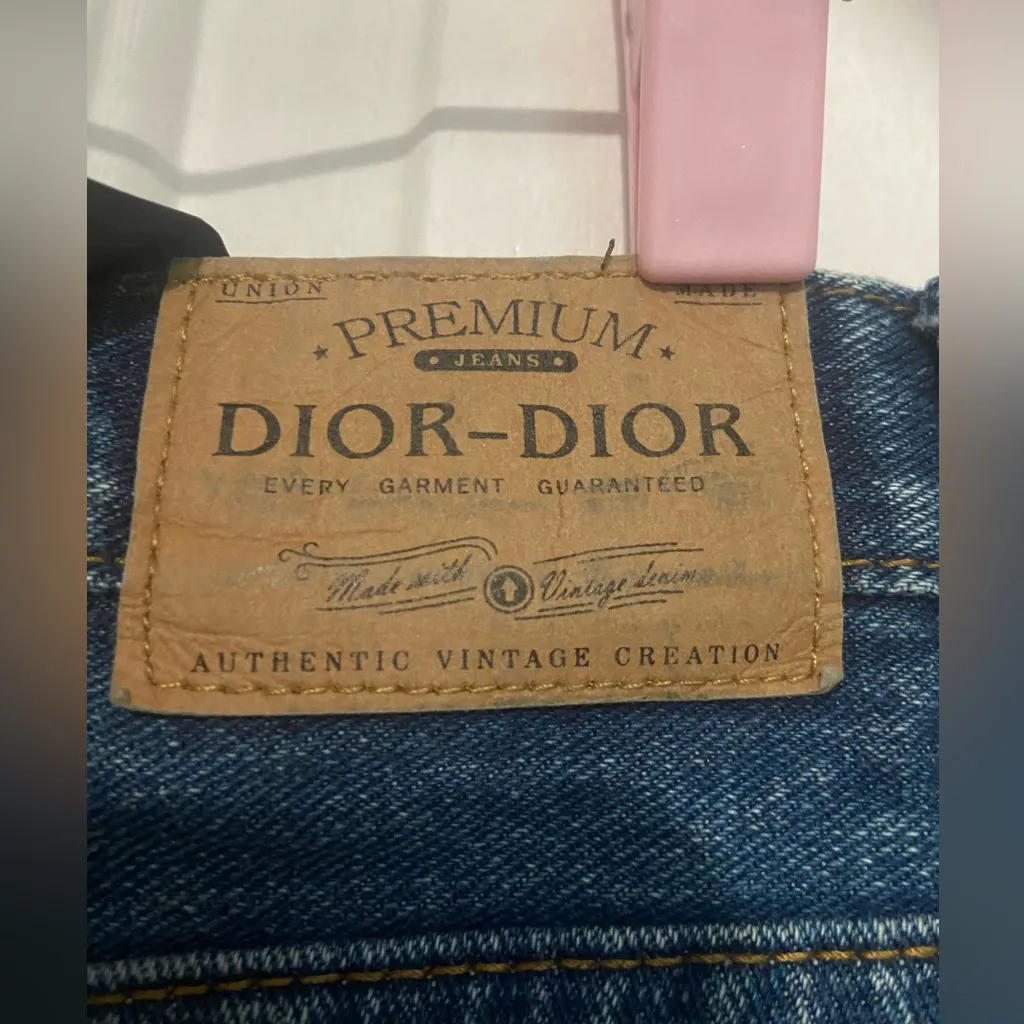 UNION MADE
PREMIUM
JEANS
DIOR-DIOR
EVERY GARMENT GUARANTEED
Made with Vintage denim
AUTHENTIC VINTAGE CREATION